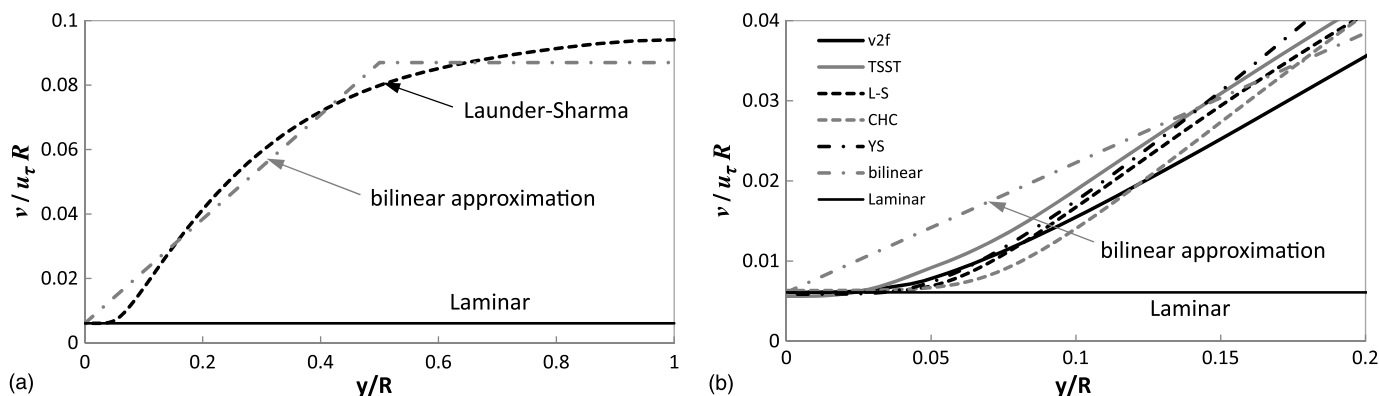 0.1
0.08
0.06
0.04
0.02
0
0
0.2
0.4
0.6
0.8
1
ν / uτ R
y/R
Launder-Sharma
bilinear approximation
Laminar
(a)
0.04
0.03
0.02
0.01
0
0
0.05
0.1
0.15
0.2
ν / uτ R
y/R
v2f
TSST
L-S
CHC
YS
bilinear
Laminar
bilinear approximation
Laminar
(b)